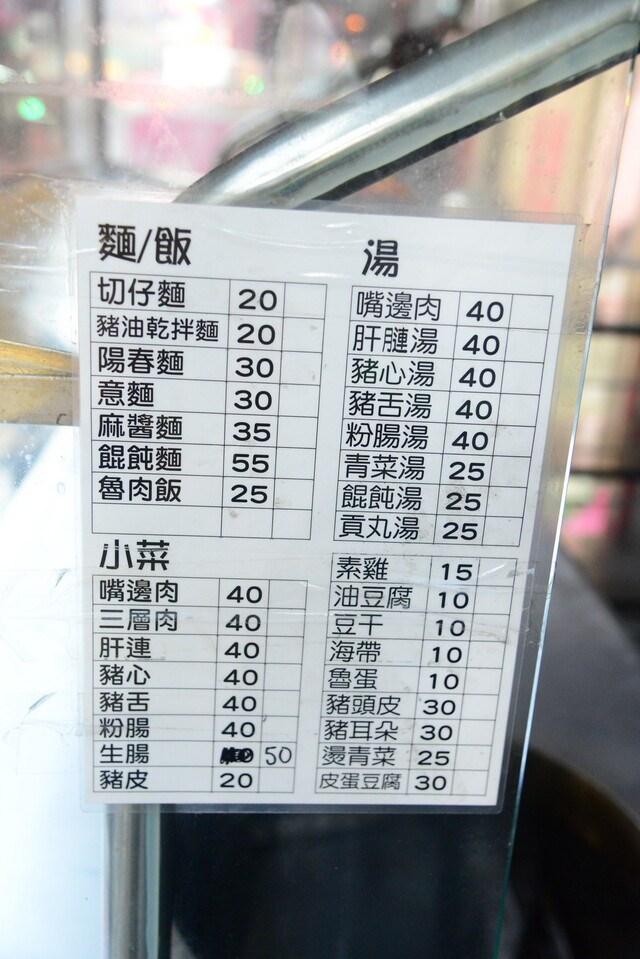 麵/飯
切仔麵 20
豬油乾拌麵 20
陽春麵 30
意麵 30
麻醬麵 35
餛飩麵 55
魯肉飯 25
湯
嘴邊肉 40
肝膢湯 40
豬心湯 40
豬舌湯 40
粉腸湯 40
青菜湯 25
餛飩湯 25
貢丸湯 25
小菜
嘴邊肉 40
三層肉 40
肝連 40
豬心 40
豬舌 40
粉腸 40
生腸 50
豬皮 20
素雞 15
油豆腐 10
豆干 10
海帶 10
魯蛋 10
豬頭皮 30
豬耳朵 30
燙青菜 25
皮蛋豆腐 30